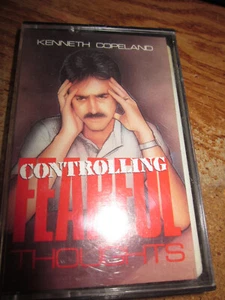 KENNETH COPELAND
CONTROLLING
FEARFUL
THOUGHTS